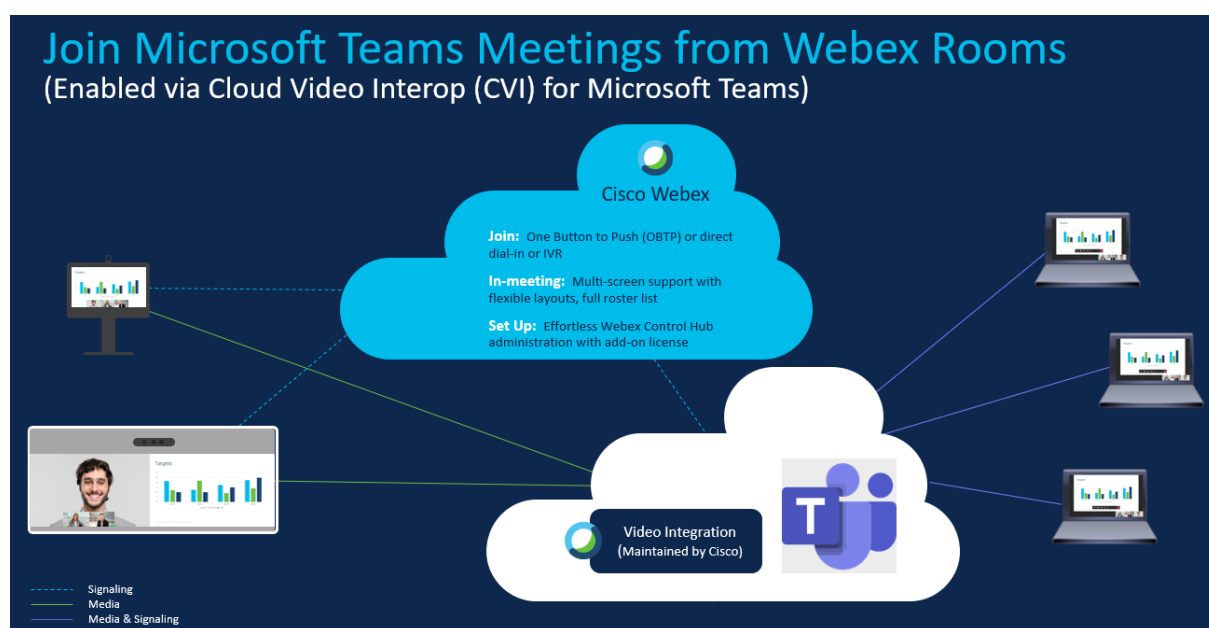 Join Microsoft Teams Meetings from Webex Rooms
(Enabled via Cloud Video Interop (CVI) for Microsoft Teams)
Cisco Webex
Join: One Button to Push (OBTP) or direct
dial-in or IVR
In-meeting: Multi-screen support with
flexible layouts, full roster list
Set Up: Effortless Webex Control Hub
administration with add-on license
Targets
T
Video Integration
(Maintained by Cisco)
Signaling
Media
Media & Signaling